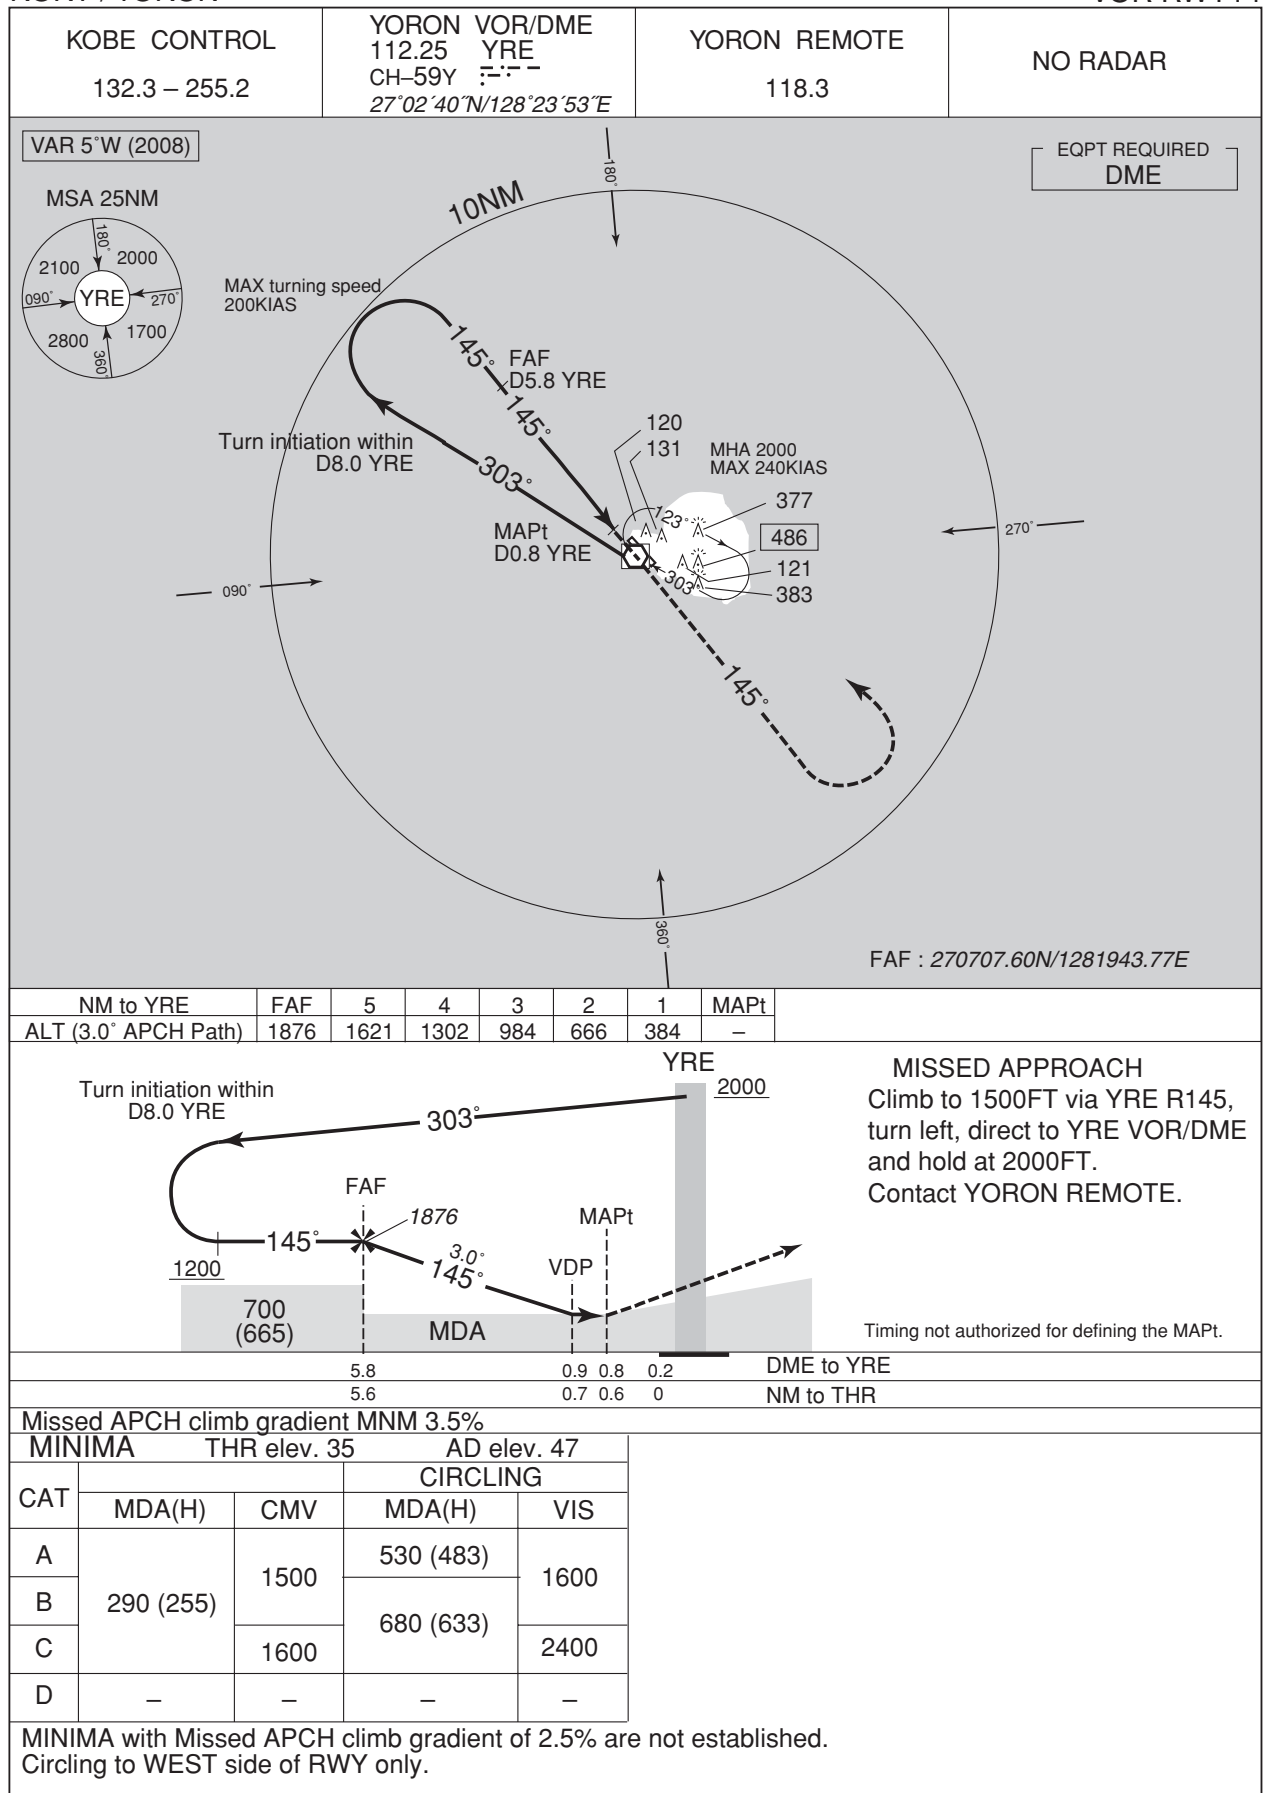 KOBE CONTROL
132.3 – 255.2
YORON VOR/DME
112.25 YRE
CH–59Y
27°02´40˝N/128°23´53˝E
YORON REMOTE
118.3
NO RADAR
VAR 5°W (2008)
EQPT REQUIRED
DME
MSA 25NM
180°
2100
2000
090°
YRE
270°
2800
1700
360°
10NM
180°
MAX turning speed
200KIAS
145°
FAF
D5.8 YRE
145°
Turn initiation within
D8.0 YRE
303°
120
131
MHA 2000
MAX 240KIAS
377
123°
486
MAPt
D0.8 YRE
121
303°
383
270°
090°
145°
360°
FAF : 270707.60N/1281943.77E
NM to YRE FAF 5 4 3 2 1 MAPt
ALT (3.0° APCH Path) 1876 1621 1302 984 666 384 –
YRE
2000
Turn initiation within
D8.0 YRE
303°
FAF
1876
MAPt
145°
3.0°
145°
VDP
1200
700
(665)
MDA
MISSED APPROACH
Climb to 1500FT via YRE R145,
turn left, direct to YRE VOR/DME
and hold at 2000FT.
Contact YORON REMOTE.
Timing not authorized for defining the MAPt.
5.8 0.9 0.8 0.2 DME to YRE
5.6 0.7 0.6 0 NM to THR
Missed APCH climb gradient MNM 3.5%
MINIMA THR elev. 35 AD elev. 47
CAT CIRCLING
MDA(H) CMV MDA(H) VIS
A 290 (255) 1500 530 (483) 1600
B 680 (633)
C 1600 2400
D – – – –
MINIMA with Missed APCH climb gradient of 2.5% are not established.
Circling to WEST side of RWY only.